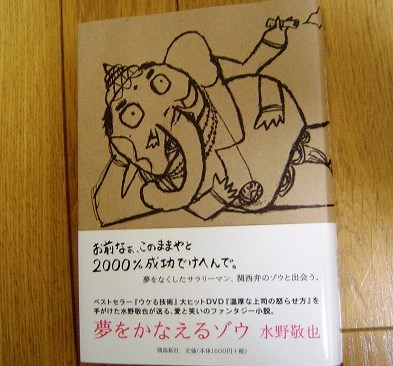 お前なぁ、このままやと
2000%成功でけへんで。
夢をなくしたサラリーマン、関西弁のゾウと出会う。
ベストセラー『ウケる技術』大ヒットDVD『温厚な上司の怒らせ方』を
手がけた水野敬也が送る、愛と笑いのファンタジー小説。
夢をかなえるゾウ 水野敬也
飛鳥新社 定価(本体1600円+税)